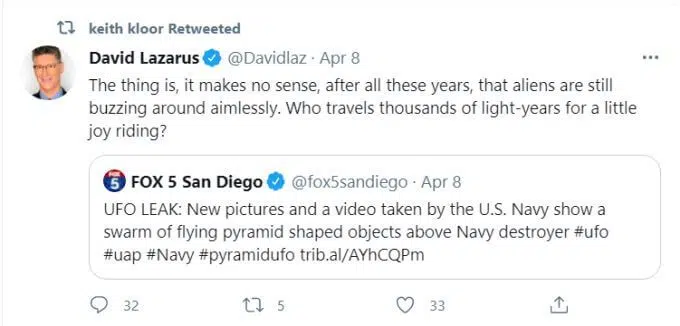 keith kloor Retweeted
David Lazarus @Davidlaz · Apr 8
The thing is, it makes no sense, after all these years, that aliens are still
buzzing around aimlessly. Who travels thousands of light-years for a little
joy riding?
FOX 5 San Diego @fox5sandiego · Apr 8
UFO LEAK: New pictures and a video taken by the U.S. Navy show a
swarm of flying pyramid shaped objects above Navy destroyer #ufo
#uap #Navy #pyramidufo trib.al/AYhCQPm
32 5 33